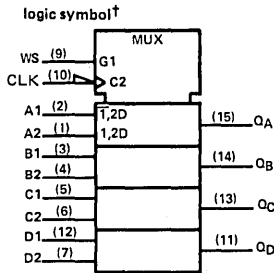 logic symbol†
MUX
WS (9) G1
CLK (10) C2
A1 (2) 1̅,2D (15) QA
A2 (1) 1,2D
B1 (3) (14) QB
B2 (4)
C1 (5) (13) QC
C2 (6)
D1 (12) (11) QD
D2 (7)